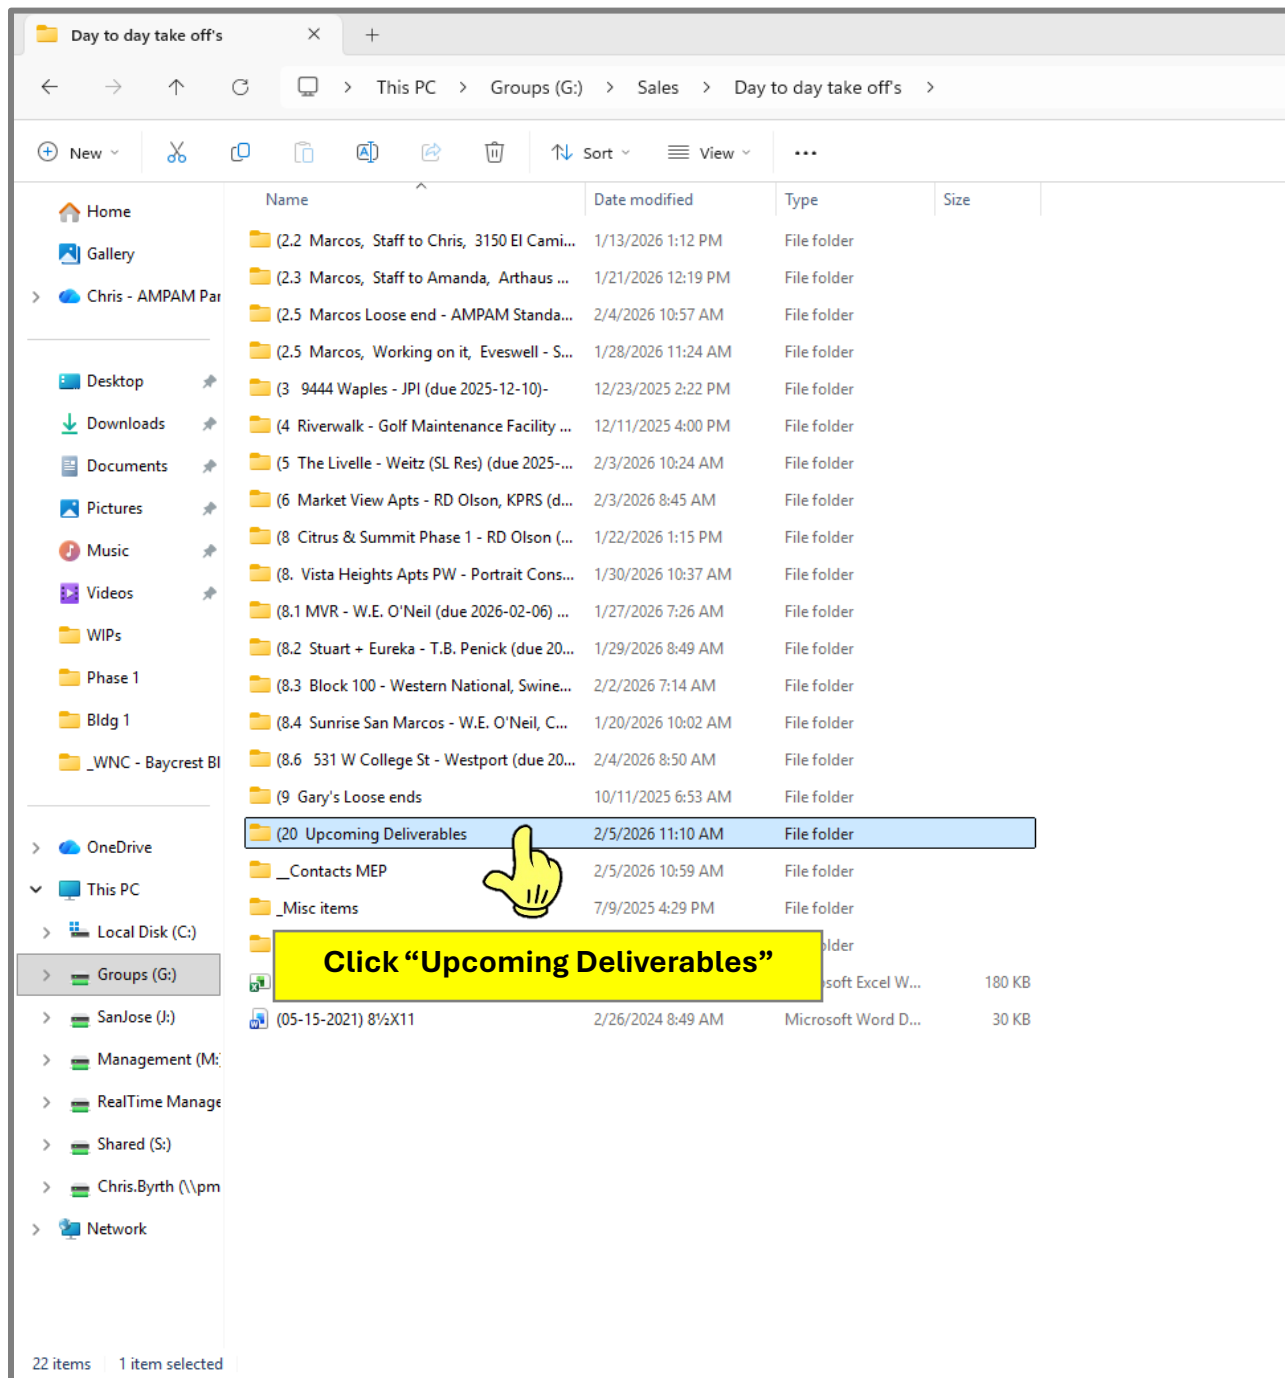 Day to day take off's
This PC > Groups (G:) > Sales > Day to day take off's >
New
Sort
View
Home
Gallery
Chris - AMPAM Par
Desktop
Downloads
Documents
Pictures
Music
Videos
WIPs
Phase 1
Bldg 1
_WNC - Baycrest Bl
OneDrive
This PC
Local Disk (C:)
Groups (G:)
SanJose (J:)
Management (M:
RealTime Manage
Shared (S:)
Chris.Byrth (\\pm
Network
Name Date modified Type Size
(2.2 Marcos, Staff to Chris, 3150 El Cami... 1/13/2026 1:12 PM File folder
(2.3 Marcos, Staff to Amanda, Arthaus ... 1/21/2026 12:19 PM File folder
(2.5 Marcos Loose end - AMPAM Standa... 2/4/2026 10:57 AM File folder
(2.5 Marcos, Working on it, Eveswell - S... 1/28/2026 11:24 AM File folder
(3 9444 Waples - JPI (due 2025-12-10)- 12/23/2025 2:22 PM File folder
(4 Riverwalk - Golf Maintenance Facility ... 12/11/2025 4:00 PM File folder
(5 The Livelle - Weitz (SL Res) (due 2025-... 2/3/2026 10:24 AM File folder
(6 Market View Apts - RD Olson, KPRS (d... 2/3/2026 8:45 AM File folder
(8 Citrus & Summit Phase 1 - RD Olson (... 1/22/2026 1:15 PM File folder
(8. Vista Heights Apts PW - Portrait Cons... 1/30/2026 10:37 AM File folder
(8.1 MVR - W.E. O'Neil (due 2026-02-06) ... 1/27/2026 7:26 AM File folder
(8.2 Stuart + Eureka - T.B. Penick (due 20... 1/29/2026 8:49 AM File folder
(8.3 Block 100 - Western National, Swine... 2/2/2026 7:14 AM File folder
(8.4 Sunrise San Marcos - W.E. O'Neil, C... 1/20/2026 10:02 AM File folder
(8.6 531 W College St - Westport (due 20... 2/4/2026 8:50 AM File folder
(9 Gary's Loose ends 10/11/2025 6:53 AM File folder
(20 Upcoming Deliverables 2/5/2026 11:10 AM File folder
__Contacts MEP 2/5/2026 10:59 AM File folder
_Misc items 7/9/2025 4:29 PM File folder
Click “Upcoming Deliverables”
Excel W... 180 KB
(05-15-2021) 8½X11 2/26/2024 8:49 AM Microsoft Word D... 30 KB
22 items 1 item selected